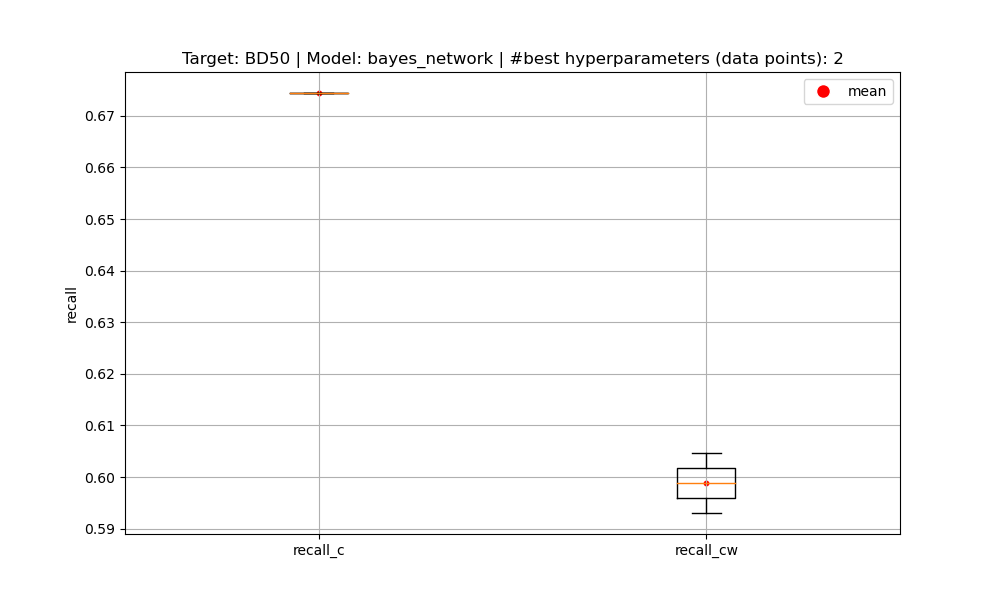 Target: BD50 | Model: bayes_network | #best hyperparameters (data points): 2
mean
0.67
0.66
0.65
0.64
0.63
0.62
0.61
0.60
0.59
recall
recall_c
recall_cw